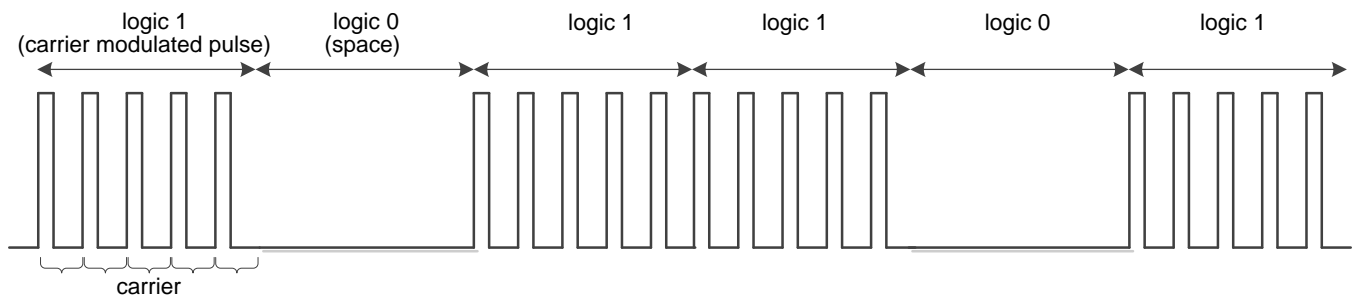 logic 1
(carrier modulated pulse)
logic 0
(space)
logic 1
logic 1
logic 0
logic 1
carrier